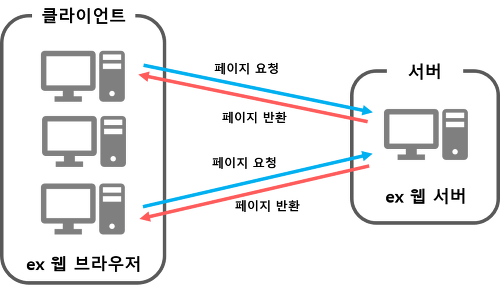 클라이언트
페이지 요청
서버
페이지 반환
페이지 요청
ex 웹 서버
페이지 반환
ex 웹 브라우저